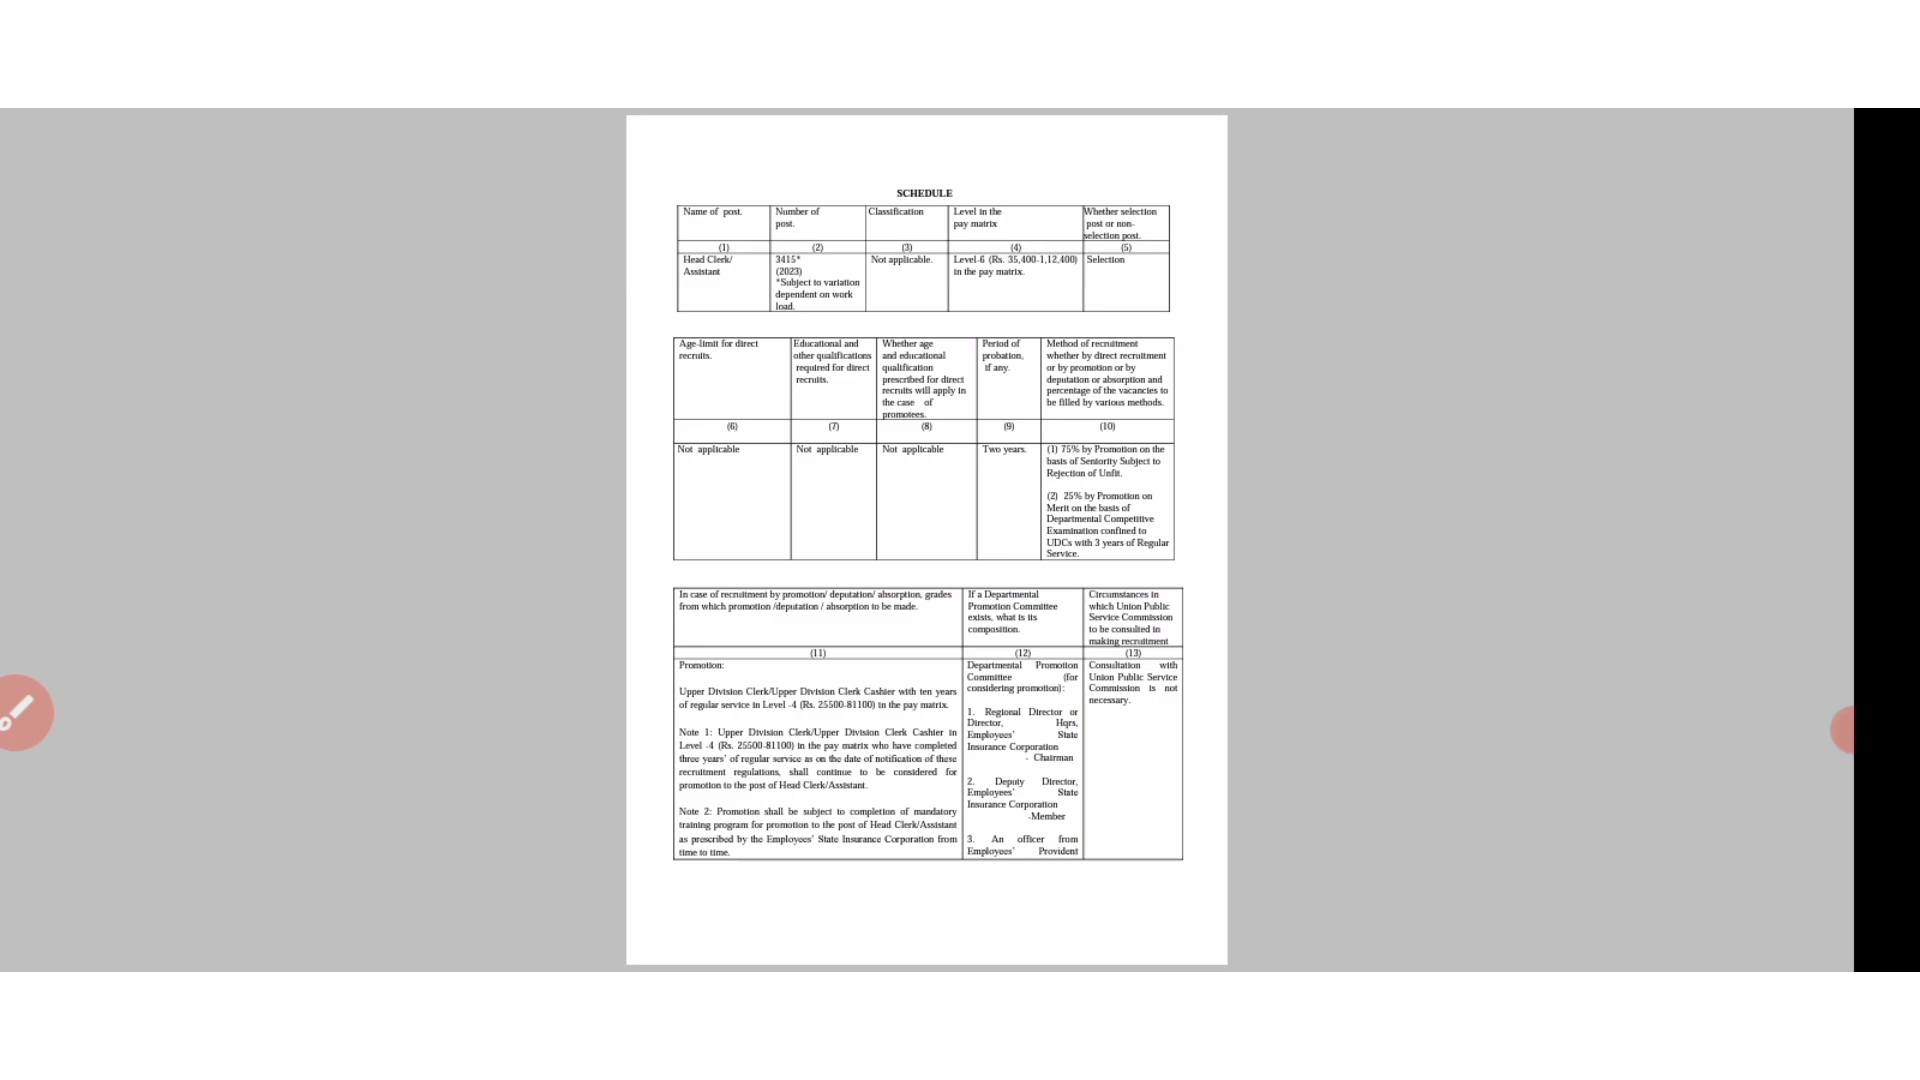 SCHEDULE
Name of post.
Number of
post.
Classification
Level in the
pay matrix
Whether selection
post or non-
selection post.
(1)
(2)
(3)
(4)
(5)
Head Clerk/
Assistant
3415*
(2023)
*Subject to variation
dependent on work
load.
Not applicable.
Level-6 (Rs. 35,400-1,12,400)
in the pay matrix.
Selection
Age-limit for direct
recruits.
Educational and
other qualifications
required for direct
recruits.
Whether age
and educational
qualification
prescribed for direct
recruits will apply in
the case of
promotees.
Period of
probation,
if any.
Method of recruitment
whether by direct recruitment
or by promotion or by
deputation or absorption and
percentage of the vacancies to
be filled by various methods.
(6)
(7)
(8)
(9)
(10)
Not applicable
Not applicable
Not applicable
Two years.
(1) 75% by Promotion on the
basis of Seniority Subject to
Rejection of Unfit.
(2) 25% by Promotion on
Merit on the basis of
Departmental Competitive
Examination confined to
UDCs with 3 years of Regular
Service.
In case of recruitment by promotion/ deputation/ absorption, grades
from which promotion /deputation / absorption to be made.
If a Departmental
Promotion Committee
exists, what is its
composition.
Circumstances in
which Union Public
Service Commission
to be consulted in
making recruitment
(11)
(12)
(13)
Promotion:
Upper Division Clerk/Upper Division Clerk Cashier with ten years
of regular service in Level -4 (Rs. 25500-81100) in the pay matrix.
Note 1: Upper Division Clerk/Upper Division Clerk Cashier in
Level -4 (Rs. 25500-81100) in the pay matrix who have completed
three years' of regular service as on the date of notification of these
recruitment regulations, shall continue to be considered for
promotion to the post of Head Clerk/Assistant.
Note 2: Promotion shall be subject to completion of mandatory
training program for promotion to the post of Head Clerk/Assistant
as prescribed by the Employees' State Insurance Corporation from
time to time.
Departmental Promotion
Committee (for
considering promotion):
1. Regional Director or
Director, Hqrs,
Employees' State
Insurance Corporation
- Chairman
2. Deputy Director,
Employees' State
Insurance Corporation
-Member
3. An officer from
Employees' Provident
Consultation with
Union Public Service
Commission is not
necessary.